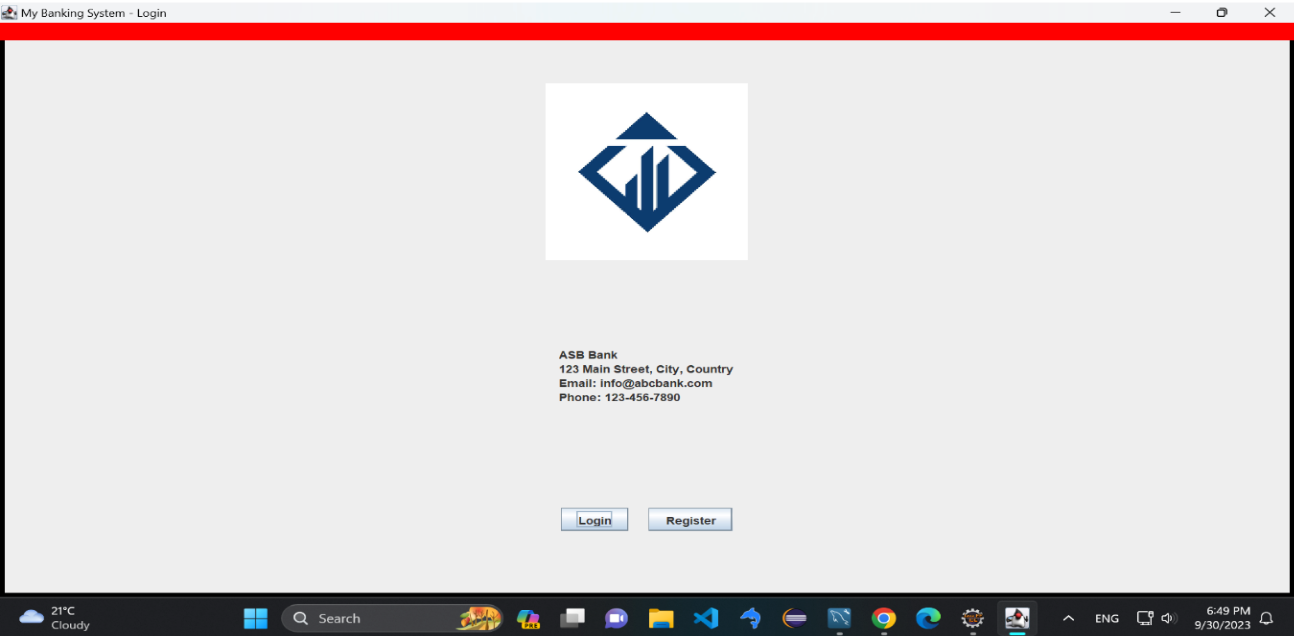 My Banking System - Login
ASB Bank
123 Main Street, City, Country
Email: info@abcbank.com
Phone: 123-456-7890
Login
Register
21°C
Cloudy
Search
PRE
ENG
6:49 PM
9/30/2023